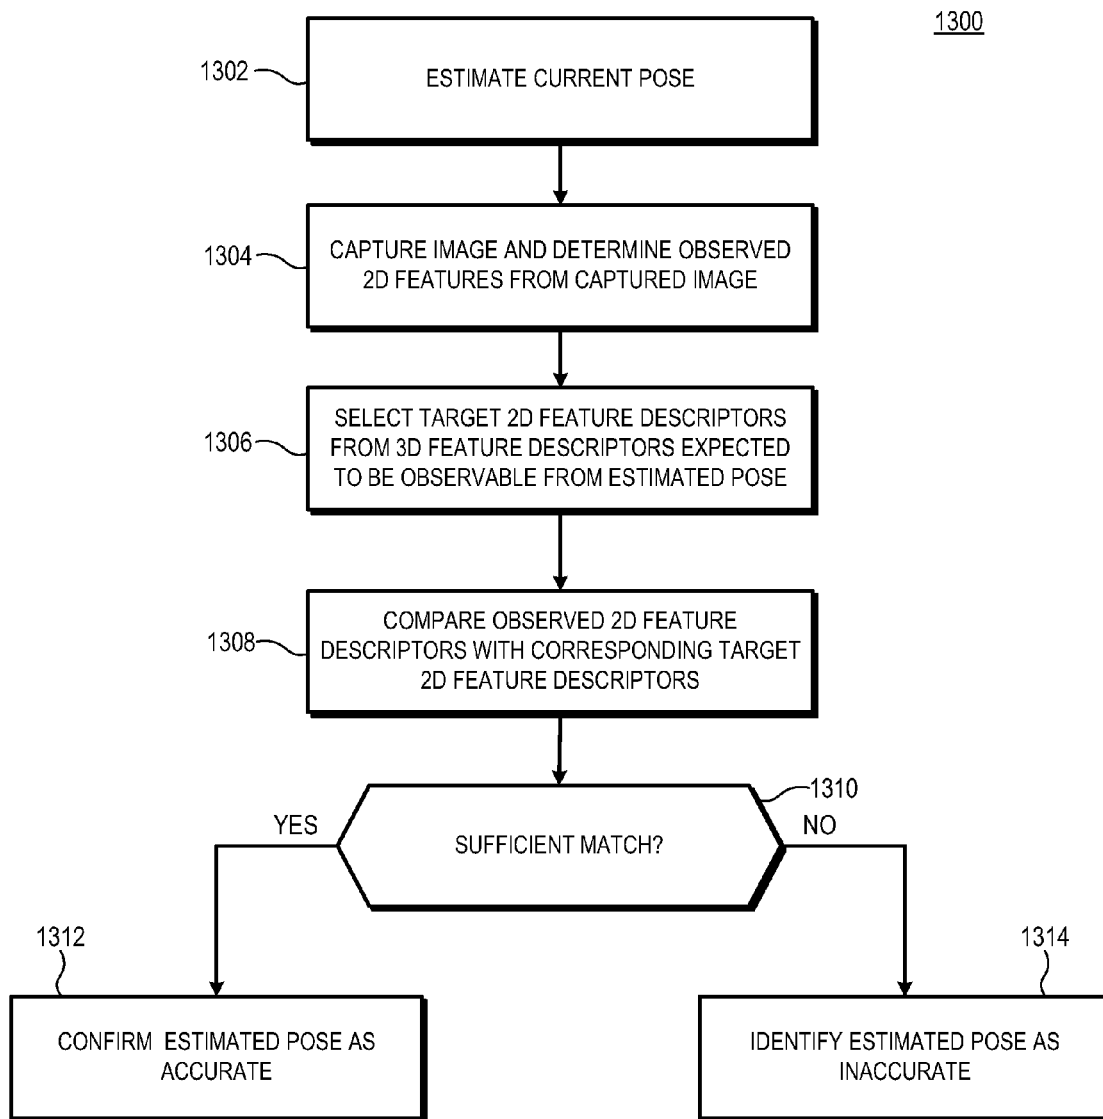 1300
1302
ESTIMATE CURRENT POSE
1304
CAPTURE IMAGE AND DETERMINE OBSERVED
2D FEATURES FROM CAPTURED IMAGE
1306
SELECT TARGET 2D FEATURE DESCRIPTORS
FROM 3D FEATURE DESCRIPTORS EXPECTED
TO BE OBSERVABLE FROM ESTIMATED POSE
1308
COMPARE OBSERVED 2D FEATURE
DESCRIPTORS WITH CORRESPONDING TARGET
2D FEATURE DESCRIPTORS
1310
YES
SUFFICIENT MATCH?
NO
1312
CONFIRM ESTIMATED POSE AS
ACCURATE
1314
IDENTIFY ESTIMATED POSE AS
INACCURATE